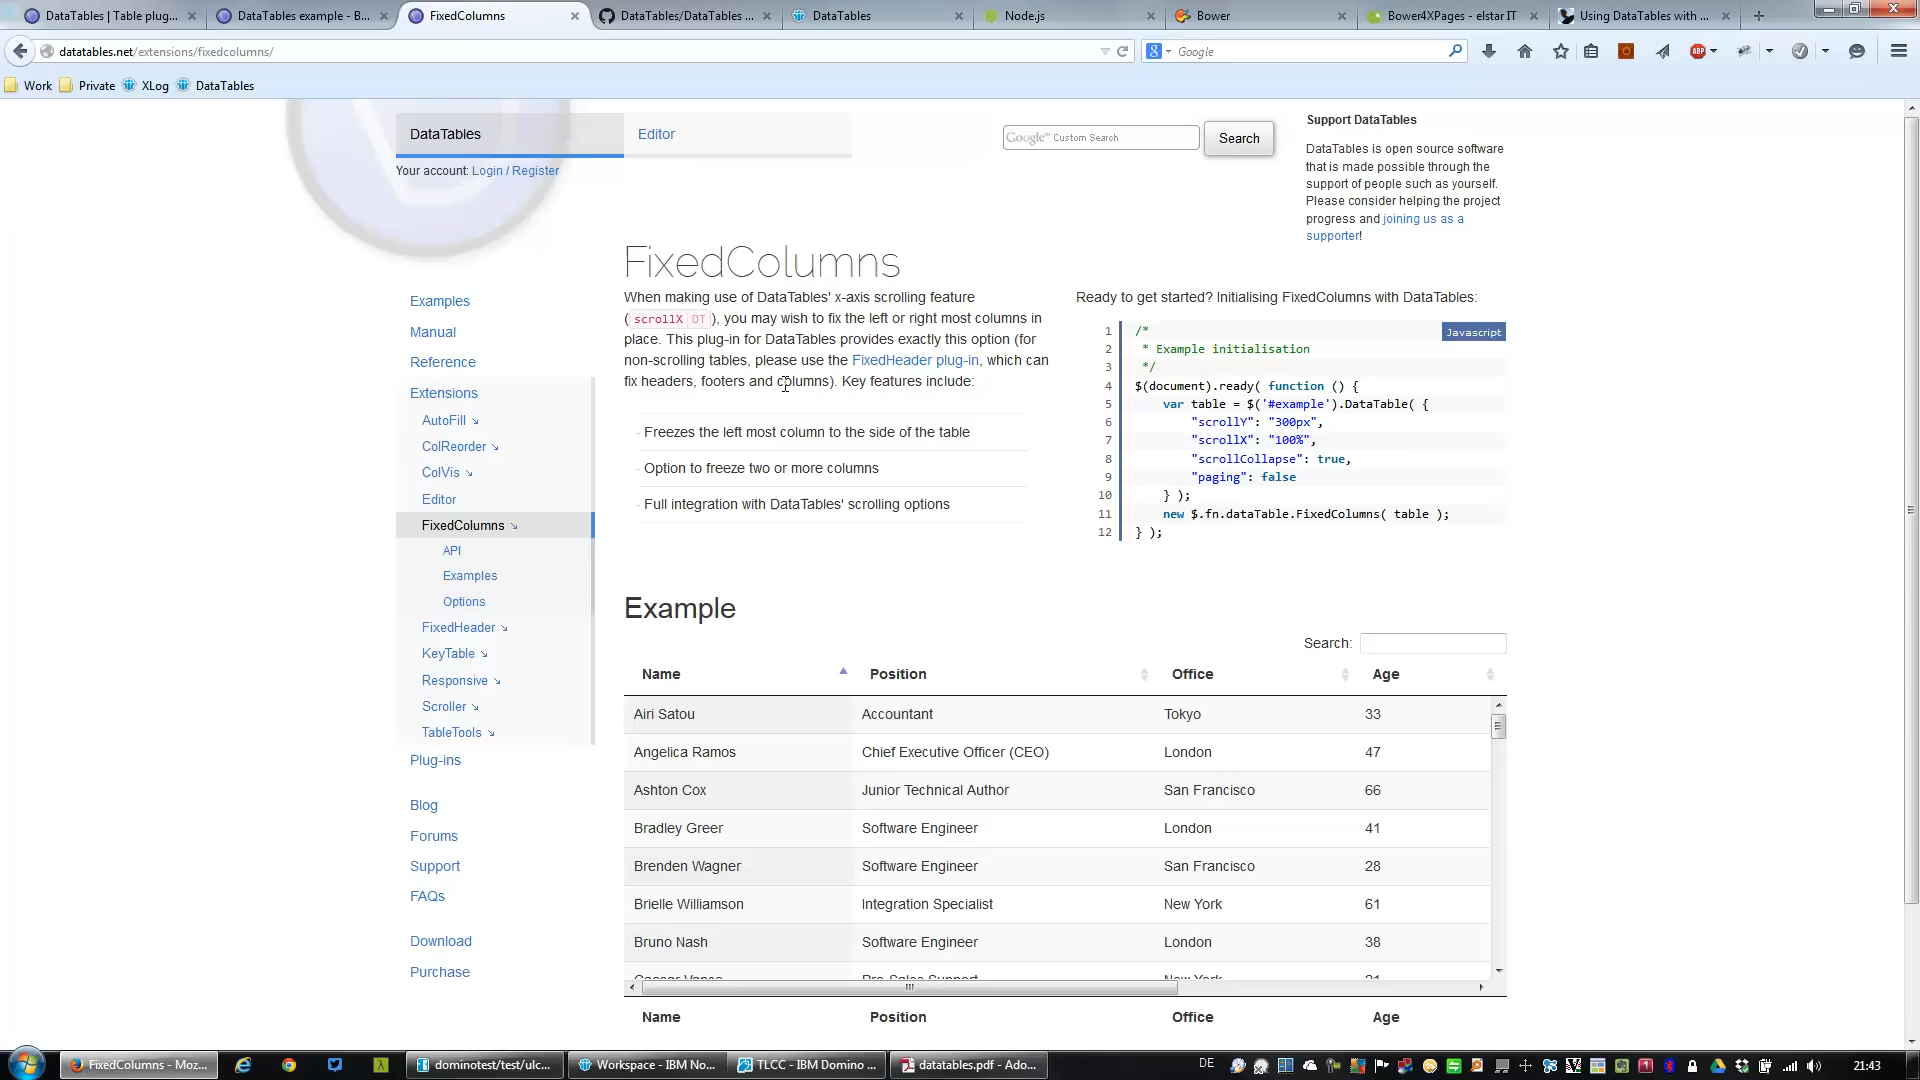 DataTables | Table plug...
DataTables example - B...
FixedColumns
DataTables/DataTables ...
DataTables
Node.js
Bower
Bower4XPages - elstar IT
Using DataTables with ...
datatables.net/extensions/fixedcolumns/
Google
Work
Private
XLog
DataTables
DataTables
Editor
Your account: Login / Register
Google™ Custom Search
Search
Support DataTables
DataTables is open source software
that is made possible through the
support of people such as yourself.
Please consider helping the project
progress and joining us as a
supporter!
Examples
Manual
Reference
Extensions
AutoFill
ColReorder
ColVis
Editor
FixedColumns
API
Examples
Options
FixedHeader
KeyTable
Responsive
Scroller
TableTools
Plug-ins
Blog
Forums
Support
FAQs
Download
Purchase
FixedColumns
When making use of DataTables' x-axis scrolling feature
( scrollX DT ), you may wish to fix the left or right most columns in
place. This plug-in for DataTables provides exactly this option (for
non-scrolling tables, please use the FixedHeader plug-in, which can
fix headers, footers and columns). Key features include:
- Freezes the left most column to the side of the table
- Option to freeze two or more columns
- Full integration with DataTables' scrolling options
Ready to get started? Initialising FixedColumns with DataTables:
Javascript
1 /*
2 * Example initialisation
3 */
4 $(document).ready( function () {
5 var table = $('#example').DataTable( {
6 "scrollY": "300px",
7 "scrollX": "100%",
8 "scrollCollapse": true,
9 "paging": false
10 } );
11 new $.fn.dataTable.FixedColumns( table );
12 } );
Example
Search:
Name Position Office Age
Airi Satou Accountant Tokyo 33
Angelica Ramos Chief Executive Officer (CEO) London 47
Ashton Cox Junior Technical Author San Francisco 66
Bradley Greer Software Engineer London 41
Brenden Wagner Software Engineer San Francisco 28
Brielle Williamson Integration Specialist New York 61
Bruno Nash Software Engineer London 38
Caesar Vance Pre-Sales Support New York 21
Name Position Office Age
FixedColumns - Moz...
dominotest/test/ulc...
Workspace - IBM No...
TLCC - IBM Domino ...
datatables.pdf - Ado...
DE
21:43